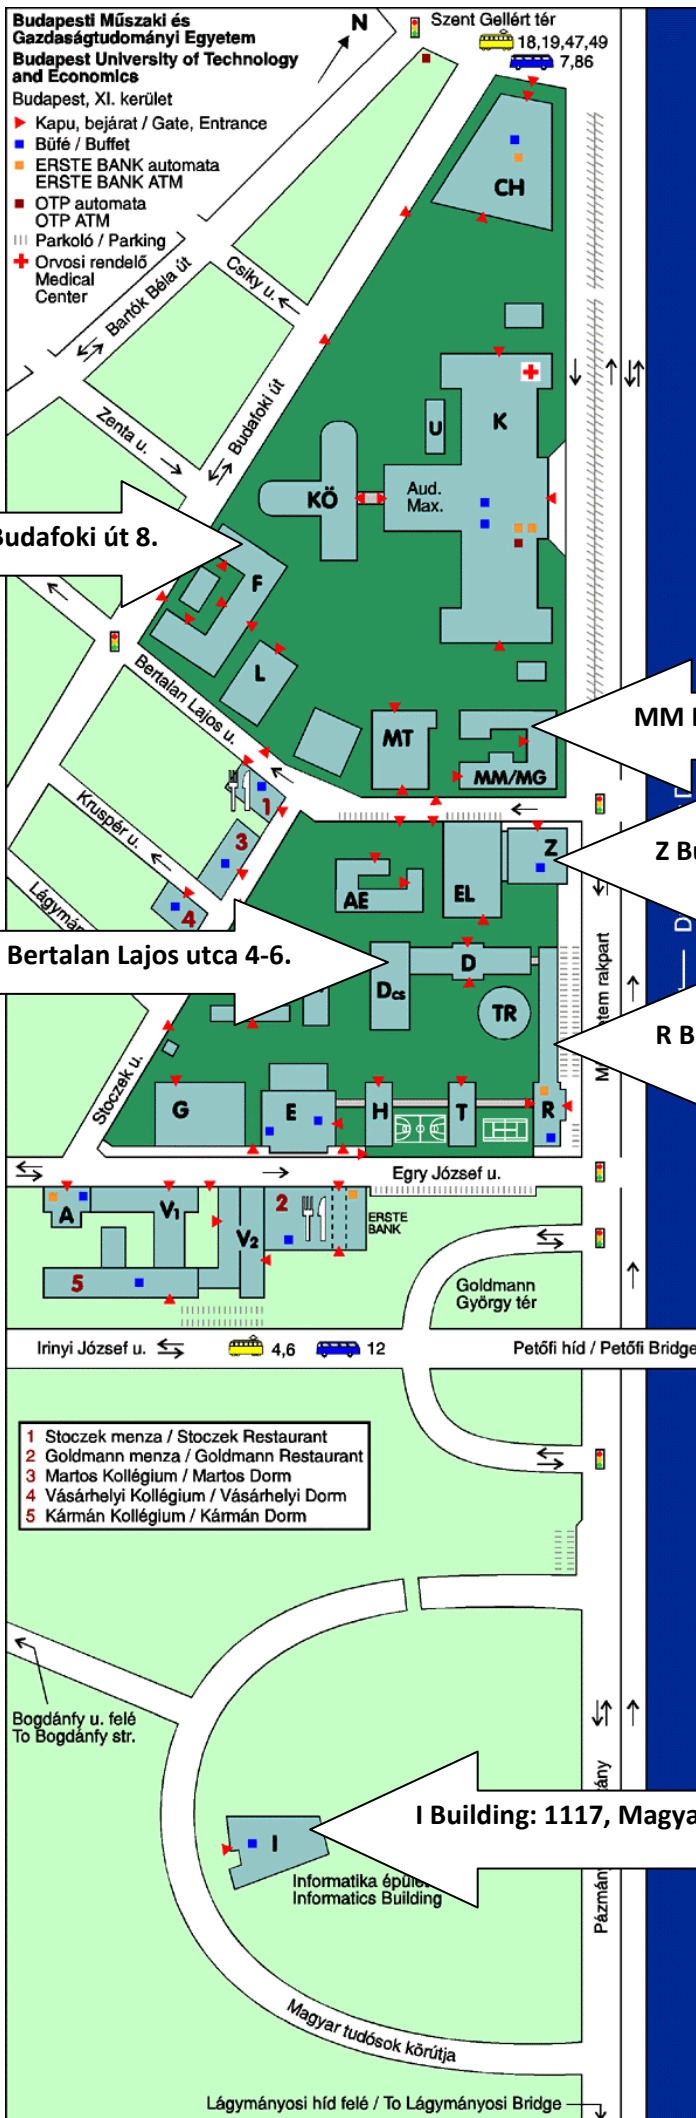 Budapesti Műszaki és
Gazdaságtudományi Egyetem
Budapest University of Technology
and Economics
Budapest, XI. kerület
Kapu, bejárat / Gate, Entrance
Büfé / Buffet
ERSTE BANK automata
ERSTE BANK ATM
OTP automata
OTP ATM
Parkoló / Parking
Orvosi rendelő
Medical
Center
N
Szent Gellért tér
18,19,47,49
7,86
CH
Csiky u.
Bartók Béla út
Zenta u.
Budafoki út
U
K
KÖ
Aud.
Max.
Budafoki út 8.
F
L
Bertalan Lajos u.
MT
MM/MG
MM
1
Kruspér u.
3
4
Z
Z
AE
EL
Bertalan Lajos utca 4-6.
Dcs
D
TR
rakpart
R
Stoczek u.
G
E
H
T
R
Egry József u.
A
V1
V2
2
ERSTE
BANK
5
Goldmann
György tér
Irinyi József u.
4,6
12
Petőfi híd / Petőfi Bridge
1 Stoczek menza / Stoczek Restaurant
2 Goldmann menza / Goldmann Restaurant
3 Martos Kollégium / Martos Dorm
4 Vásárhelyi Kollégium / Vásárhelyi Dorm
5 Kármán Kollégium / Kármán Dorm
Bogdánfy u. felé
To Bogdánfy str.
I Building: 1117,
I
Informatika
Informatics Building
Magyar tudósok körútja
Lágymányosi híd felé / To Lágymányosi Bridge